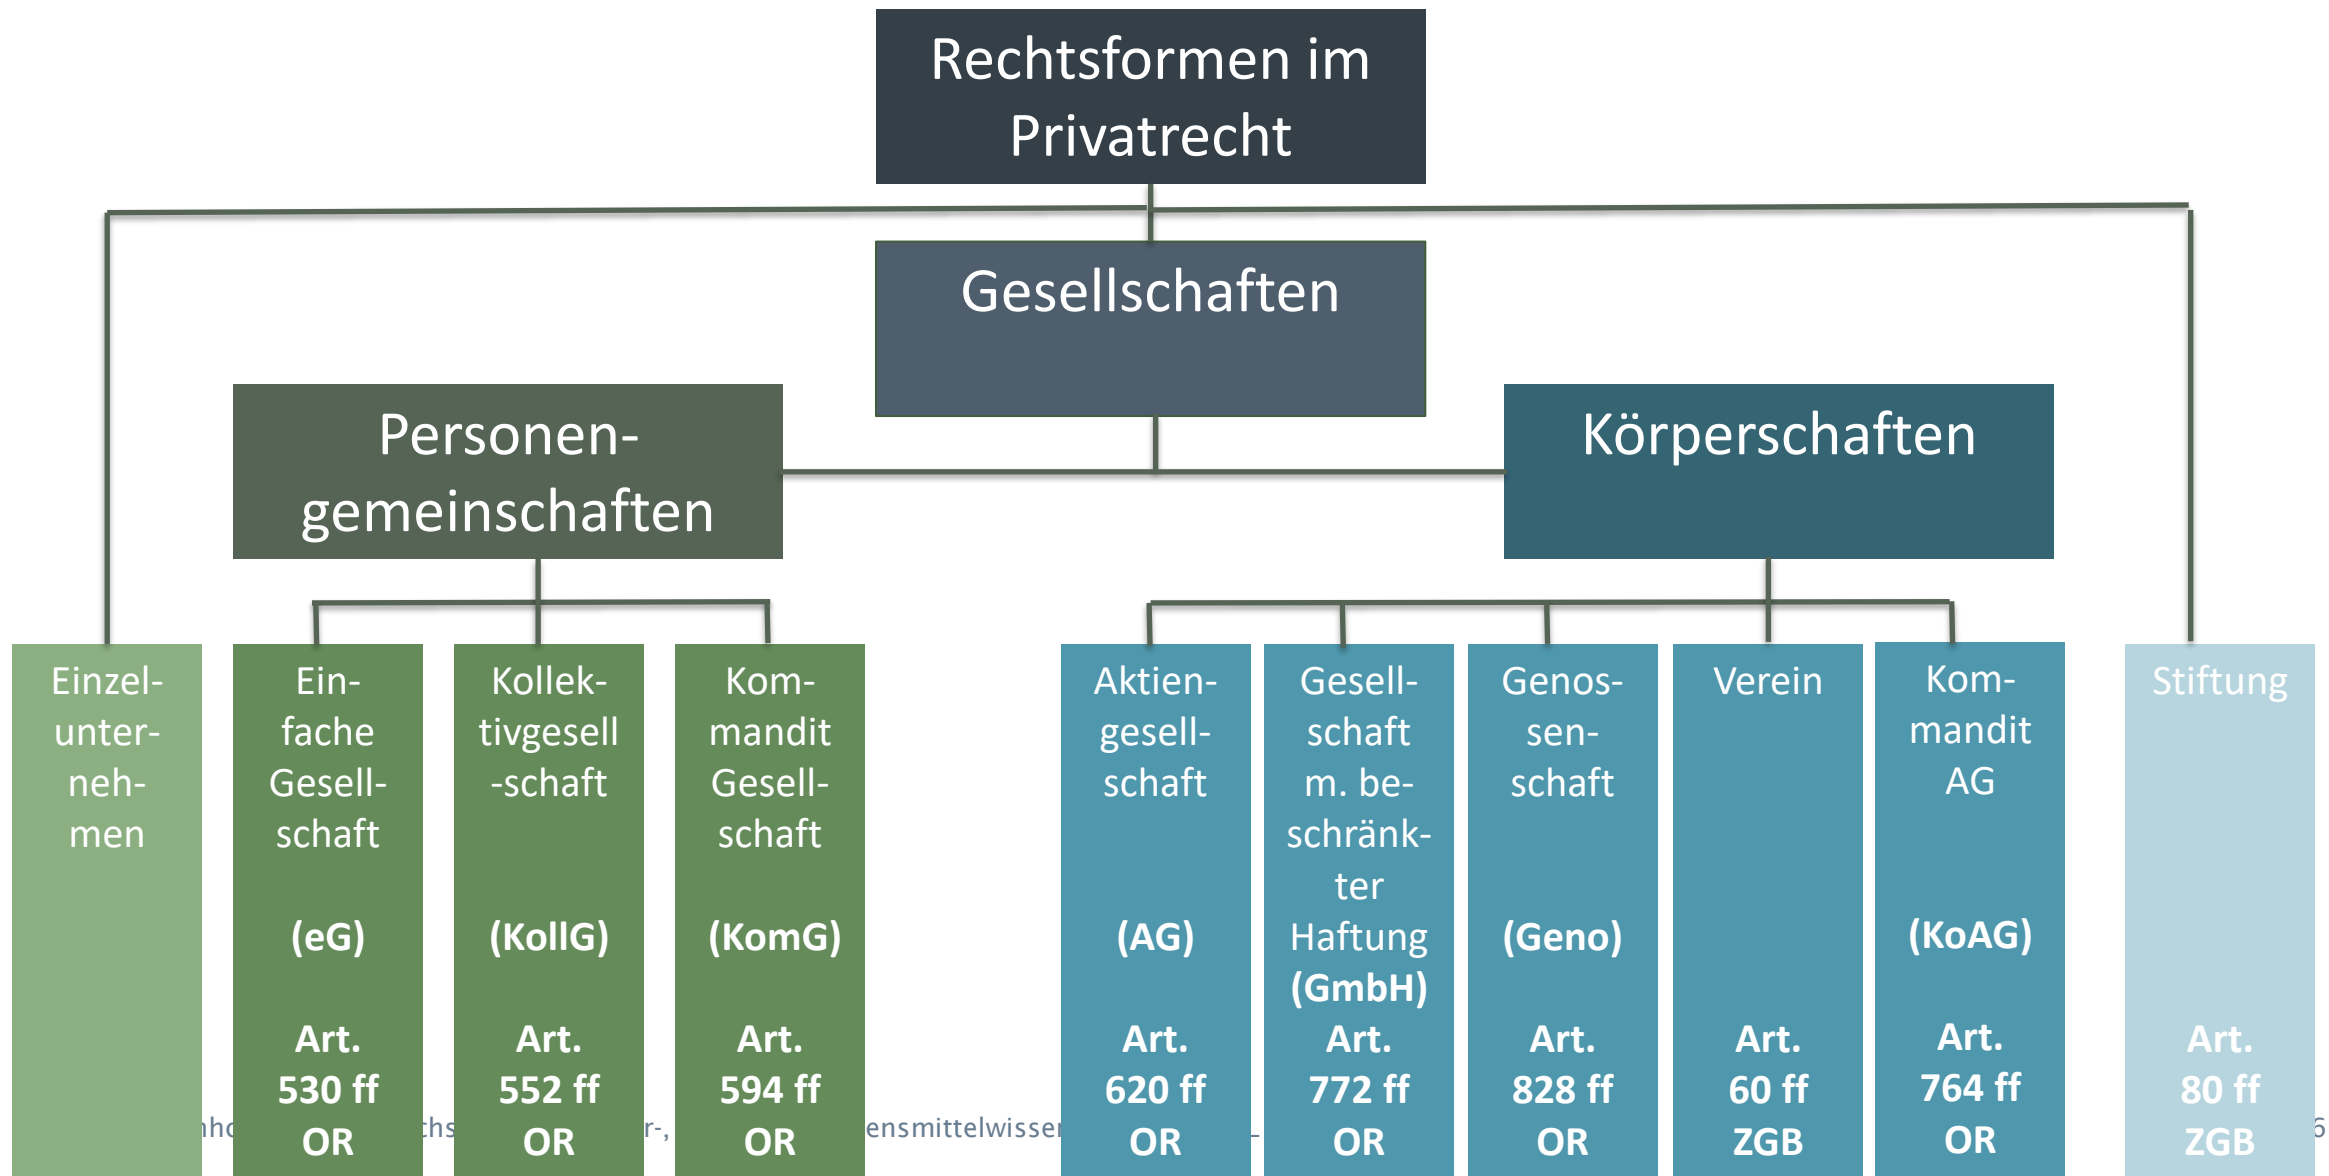 Rechtsformen im
Privatrecht
Gesellschaften
Personen-
gemeinschaften
Körperschaften
Einzel-
unter-
neh-
men
Ein-
fache
Gesell-
schaft
(eG)
Art.
530 ff
OR
Kollek-
tivgesell
-schaft
(KollG)
Art.
552 ff
OR
Kom-
mandit
Gesell-
schaft
(KomG)
Art.
594 ff
OR
Aktien-
gesell-
schaft
(AG)
Art.
620 ff
OR
Gesell-
schaft
m. be-
schränk-
ter
Haftung
(GmbH)
Art.
772 ff
OR
Genos-
sen-
schaft
(Geno)
Art.
828 ff
OR
Verein
Art.
60 ff
ZGB
Kom-
mandit
AG
(KoAG)
Art.
764 ff
OR
Stiftung
Art.
80 ff
ZGB